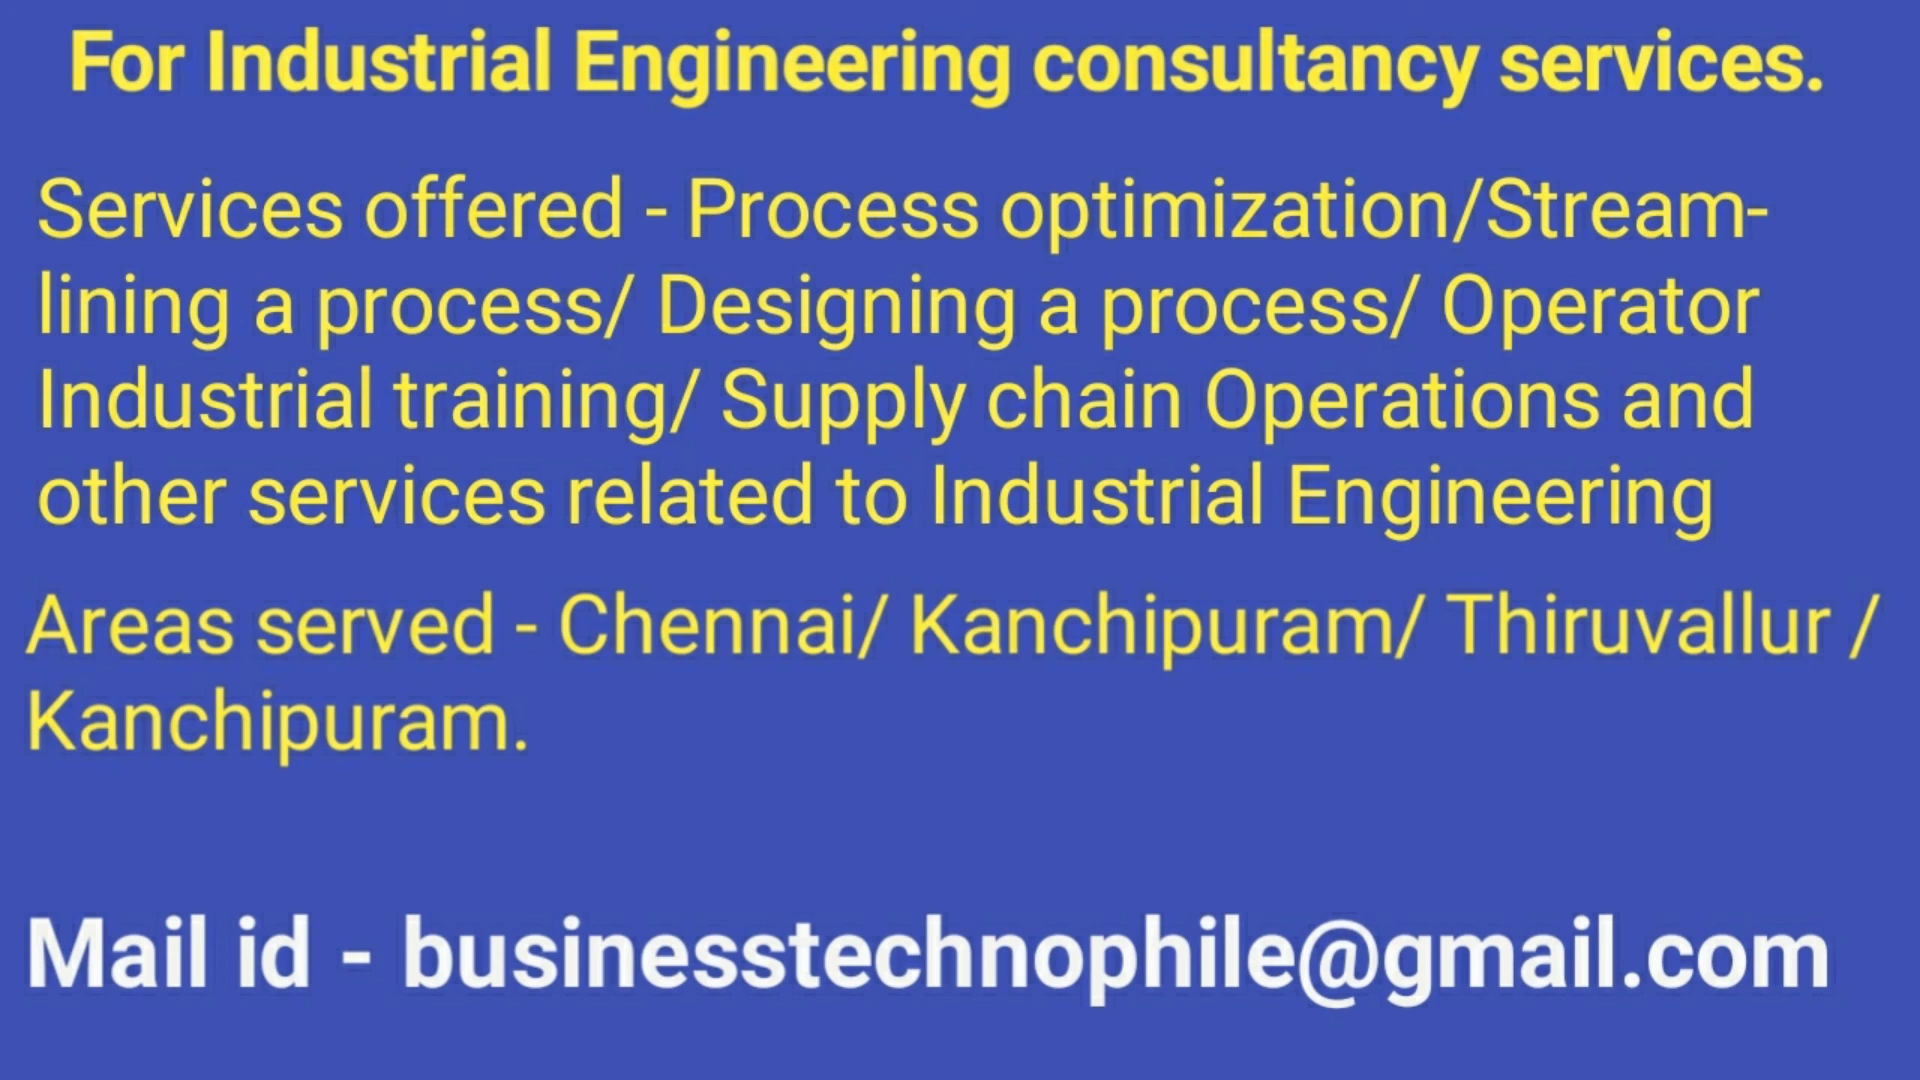 For Industrial Engineering consultancy services.
Services offered - Process optimization/Stream-
lining a process/ Designing a process/ Operator
Industrial training/ Supply chain Operations and
other services related to Industrial Engineering
Areas served - Chennai/ Kanchipuram/ Thiruvallur /
Kanchipuram.
Mail id - businesstechnophile@gmail.com